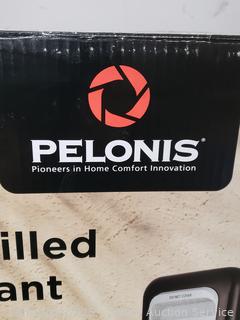 PELONIS®
Pioneers in Home Comfort Innovation
illed
ant
Auction Service